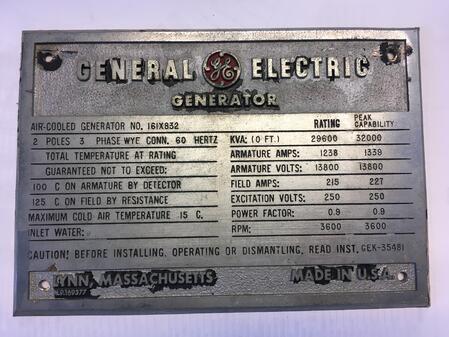 GENERAL GE ELECTRIC
GENERATOR
AIR-COOLED GENERATOR NO. 161X832
2 POLES 3 PHASE WYE CONN. 60 HERTZ
TOTAL TEMPERATURE AT RATING
GUARANTEED NOT TO EXCEED:
100 C ON ARMATURE BY DETECTOR
125 C ON FIELD BY RESISTANCE
MAXIMUM COLD AIR TEMPERATURE 15 C.
INLET WATER:
RATING PEAK CAPABILITY
KVA: (0 FT.) 29600 32000
ARMATURE AMPS: 1238 1339
ARMATURE VOLTS: 13800 13800
FIELD AMPS: 215 227
EXCITATION VOLTS: 250 250
POWER FACTOR: 0.9 0.9
RPM: 3600 3600
CAUTION: BEFORE INSTALLING, OPERATING OR DISMANTLING, READ INST. GEK-35481
LYNN, MASSACHUSETTS MADE IN U.S.A.